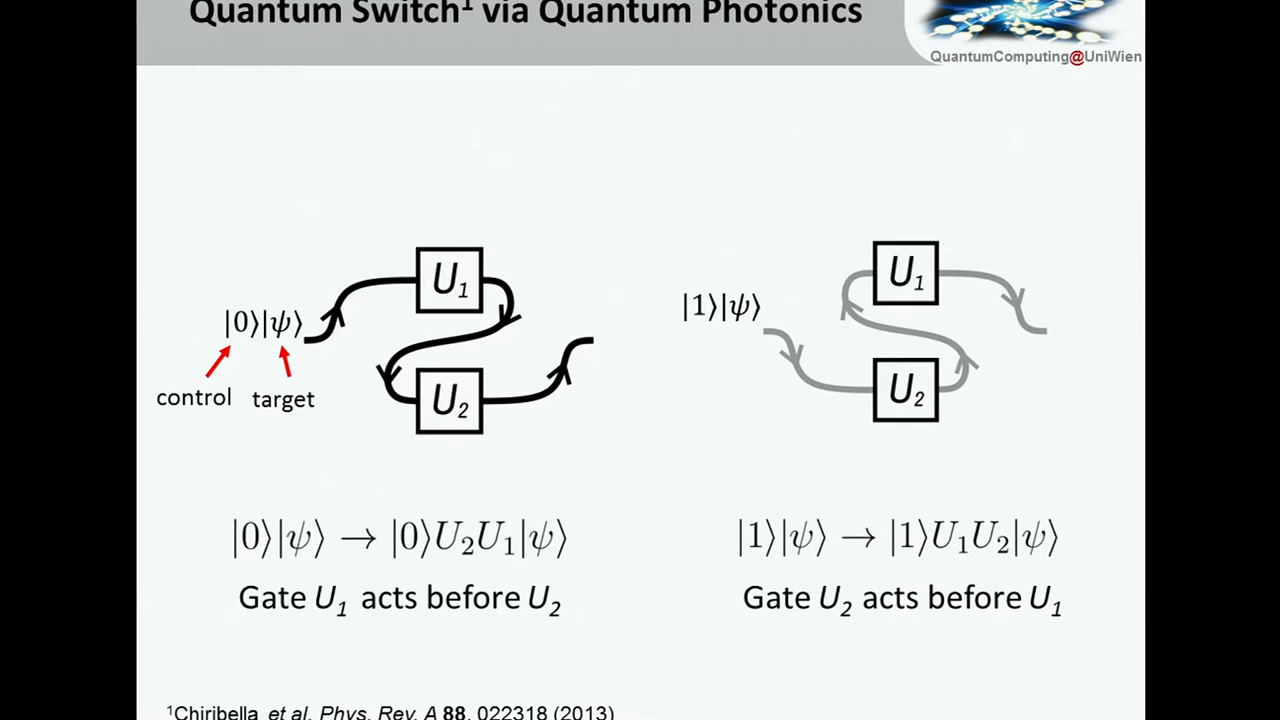 Quantum Switch¹ via Quantum Photonics
QuantumComputing@UniWien
U₁
U₁
|0⟩|ψ⟩
|1⟩|ψ⟩
control target
U₂
U₂
|0⟩|ψ⟩ → |0⟩U₂U₁|ψ⟩
|1⟩|ψ⟩ → |1⟩U₁U₂|ψ⟩
Gate U₁ acts before U₂
Gate U₂ acts before U₁
¹Chiribella et al. Phys. Rev. A 88, 022318 (2013)